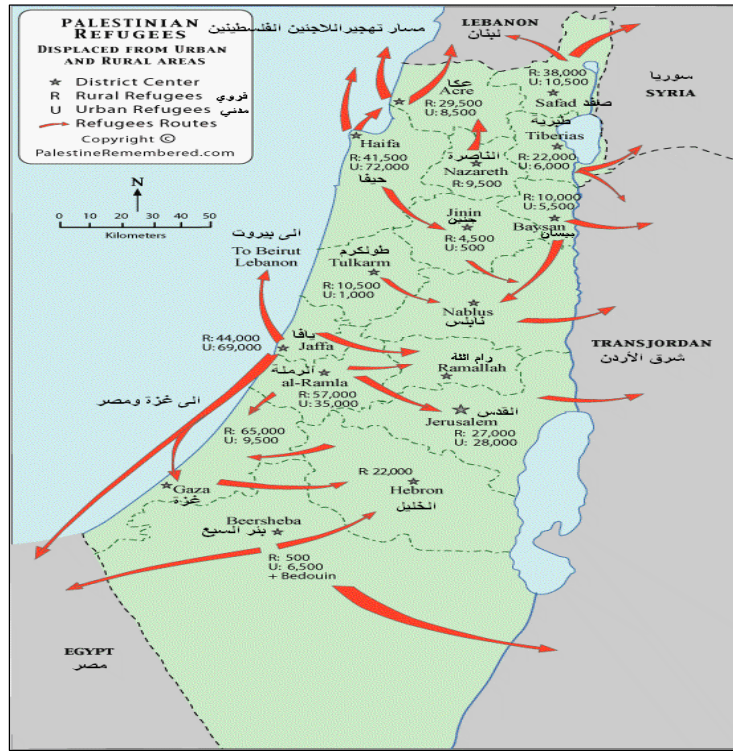 PALESTINIAN
REFUGEES
DISPLACED FROM URBAN
AND RURAL AREAS
District Center
R Rural Refugees قروي
U Urban Refugees مدني
Refugees Routes
Copyright ©
PalestineRemembered.com
مسار تهجير اللاجئين الفلسطينين
LEBANON
لبنان
سوريا
SYRIA
R: 38,000
U: 10,500
Safad صفد
عكا
Acre
R: 29,500
U: 8,500
طبرية
Tiberias
R: 22,000
U: 6,000
Haifa
R: 41,500
U: 72,000
حيفا
الناصرة
Nazareth
R: 9,500
N
0 10 20 30 40 50
Kilometers
10,000
R: 5,500
U:
Baysan
بيسان
Jinin
جنين
R: 4,500
U: 500
الى بيروت
To Beirut
Lebanon
طولكرم
Tulkarm
R: 10,500
U: 1,000
Nablus
نابلس
R: 44,000
U: 69,000
يافا
Jaffa
TRANSJORDAN
شرق الأردن
الرملة
al-Ramla
R: 57,000
U: 35,000
رام الله
Ramallah
الى غزة ومصر
القدس
Jerusalem
R: 27,000
U: 28,000
R: 65,000
U: 9,500
Gaza
غزة
R: 22,000
Hebron
الخليل
Beersheba
بئر السبع
R: 500
U: 6,500
+ Bedouin
EGYPT
مصر